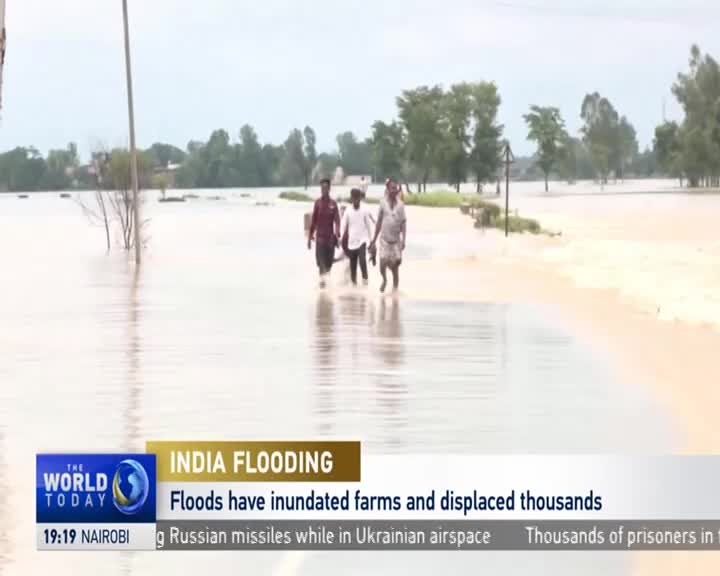 INDIA FLOODING
THE
WORLD
TODAY
Floods have inundated farms and displaced thousands
19:19 NAIROBI
g Russian missiles while in Ukrainian airspace Thousands of prisoners in